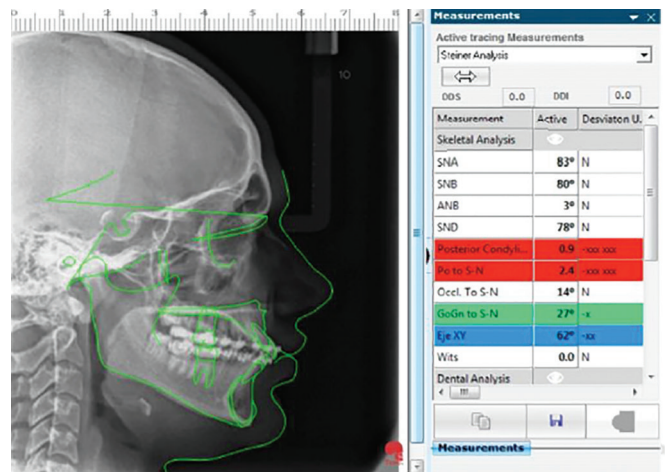 0 1 2 3 4 5 6 7 8
10
Measurements
Active tracing Measurements
Steiner Analysis
DDS 0.0 DDI 0.0
Measurement Active Desviaton U.
Skeletal Analysis
SNA 83° N
SNB 80° N
ANB 3° N
SND 78° N
Posterior Condyli... 0.9 -xxx xxx
Po to S-N 2.4 -xxx xxx
Occl. To S-N 14° N
GoGn to S-N 27° -x
Eje XY 62° -xx
Wits 0.0 N
Dental Analysis
Measurements